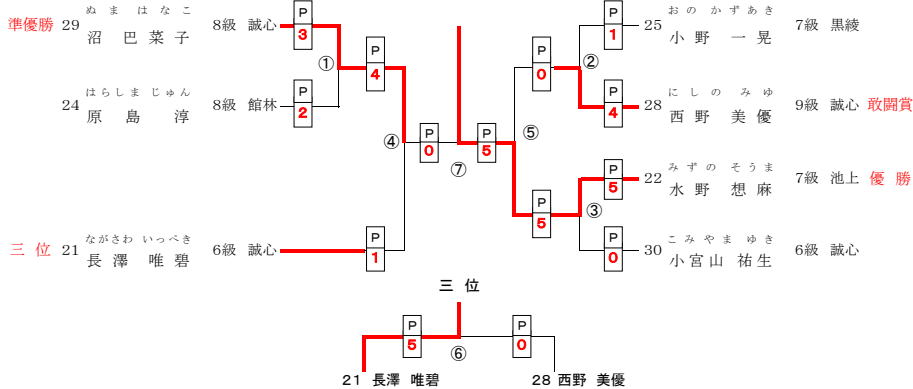 ぬま はなこ
準優勝 29 沼 巴菜子 8級 誠心 P 3
①
P 4
はらしま じゅん
24 原島 淳 8級 館林 P 2
④
P 0
ながさわ いっぺき
三 位 21 長澤 唯碧 6級 誠心 P 1
⑦
P 5
おの かずあき
P 1 25 小野 一晃 7級 黒綾
②
P 0
にしの みゆ
P 4 28 西野 美優 9級 誠心 敢闘賞
⑤
みずの そうま
P 5 22 水野 想麻 7級 池上 優 勝
P 5
③
こみやま ゆき
P 0 30 小宮山 祐生 6級 誠心
三 位
P 5 P 0
⑥
21 長澤 唯碧 28 西野 美優